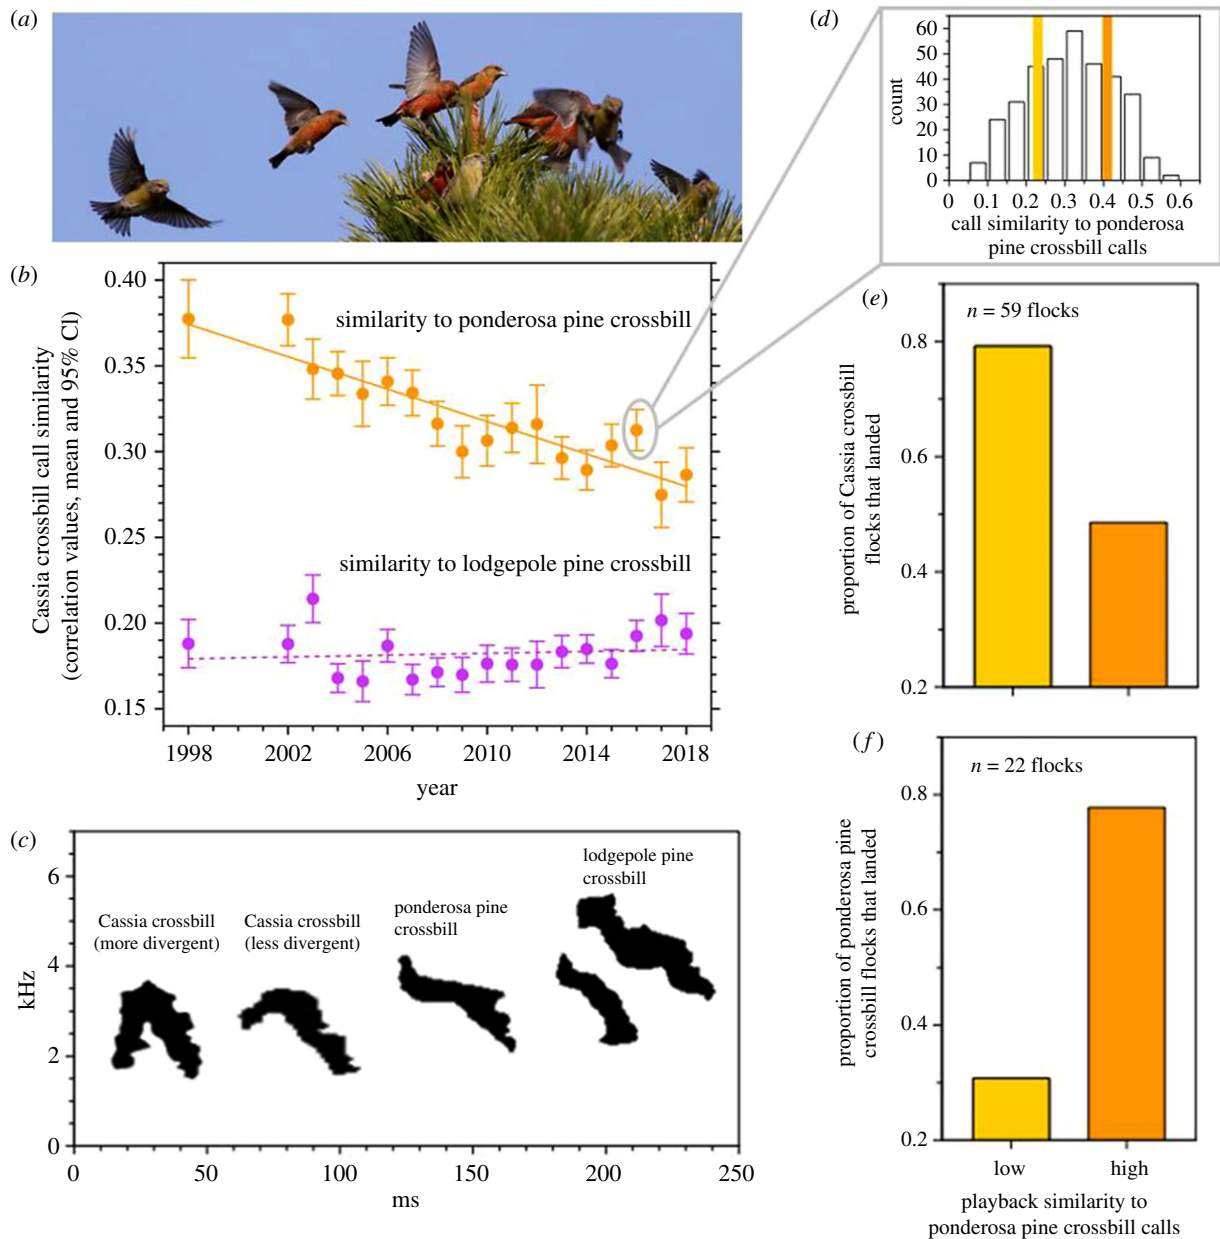 (a)
(b)
0.40
0.35
0.30
0.25
0.20
0.15
Cassia crossbill call similarity
(correlation values, mean and 95% CI)
similarity to ponderosa pine crossbill
similarity to lodgepole pine crossbill
1998
2002
2006
2010
2014
2018
year
(c)
6
4
2
0
kHz
Cassia crossbill
(more divergent)
Cassia crossbill
(less divergent)
ponderosa pine
crossbill
lodgepole pine
crossbill
0
50
100
150
200
250
ms
(d)
60
50
40
30
20
10
0
count
0
0.1
0.2
0.3
0.4
0.5
0.6
call similarity to ponderosa
pine crossbill calls
(e)
n = 59 flocks
0.8
0.6
0.4
0.2
proportion of Cassia crossbill
flocks that landed
(f)
n = 22 flocks
0.8
0.6
0.4
0.2
proportion of ponderosa pine
crossbill flocks that landed
low
high
playback similarity to
ponderosa pine crossbill calls